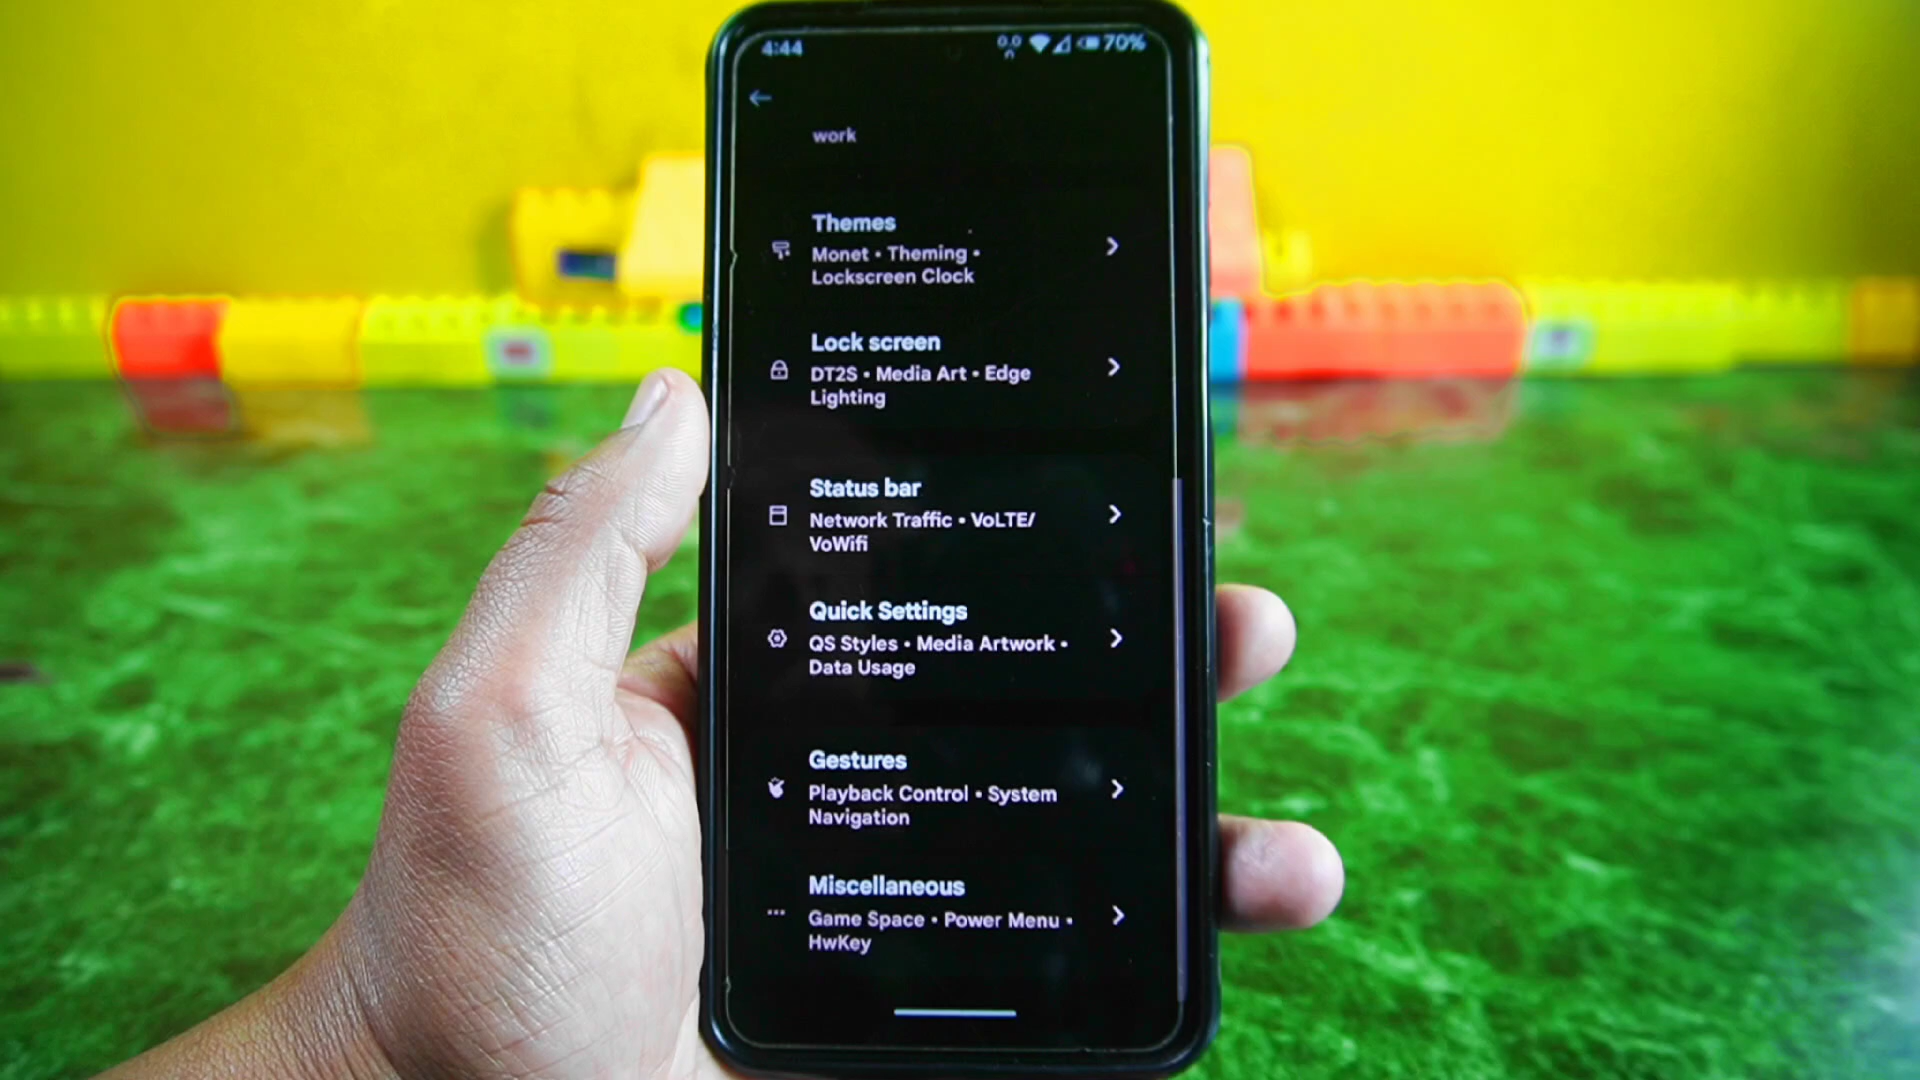 4:44
0.0 70%
work
Themes
Monet • Theming •
Lockscreen Clock
Lock screen
DT2S • Media Art • Edge
Lighting
Status bar
Network Traffic • VoLTE/
VoWifi
Quick Settings
QS Styles • Media Artwork •
Data Usage
Gestures
Playback Control • System
Navigation
Miscellaneous
Game Space • Power Menu •
HwKey